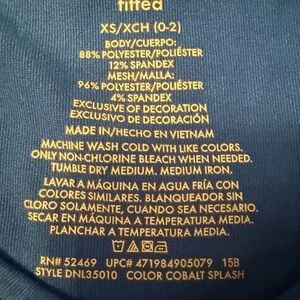 fitted
XS/XCH (0-2)
BODY/CUERPO:
88% POLYESTER/POLIÉSTER
12% SPANDEX
MESH/MALLA:
96% POLYESTER/POLIÉSTER
4% SPANDEX
EXCLUSIVE OF DECORATION
EXCLUSIVO DE DECORACIÓN
MADE IN/HECHO EN VIETNAM
MACHINE WASH COLD WITH LIKE COLORS.
ONLY NON-CHLORINE BLEACH WHEN NEEDED.
TUMBLE DRY MEDIUM. MEDIUM IRON.
LAVAR A MÁQUINA EN AGUA FRÍA CON
COLORES SIMILARES. BLANQUEADOR SIN
CLORO SOLAMENTE, CUANDO SEA NECESARIO.
SECAR EN MÁQUINA A TEMPERATURA MEDIA.
PLANCHAR A TEMPERATURA MEDIA.
RN# 52469 UPC# 471984905079 15B
STYLE DNL35010 COLOR COBALT SPLASH